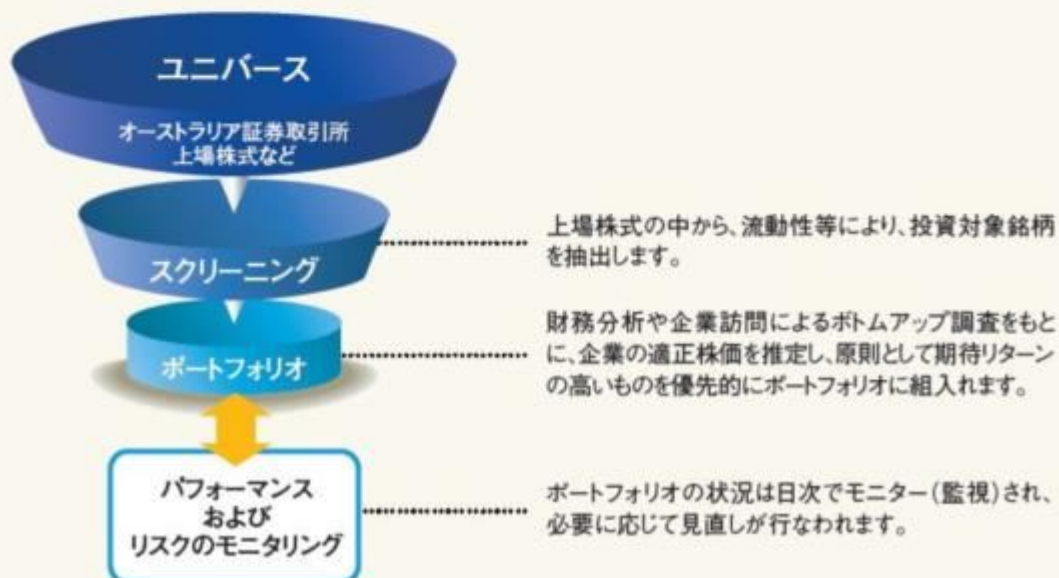 ユニバース
オーストラリア証券取引所
上場株式など
スクリーニング
上場株式の中から、流動性等により、投資対象銘柄
を抽出します。
ポートフォリオ
財務分析や企業訪問によるボトムアップ調査をもと
に、企業の適正株価を推定し、原則として期待リターン
の高いものを優先的にポートフォリオに組入れます。
パフォーマンス
および
リスクのモニタリング
ポートフォリオの状況は日次でモニター(監視)され、
必要に応じて見直しが行なわれます。